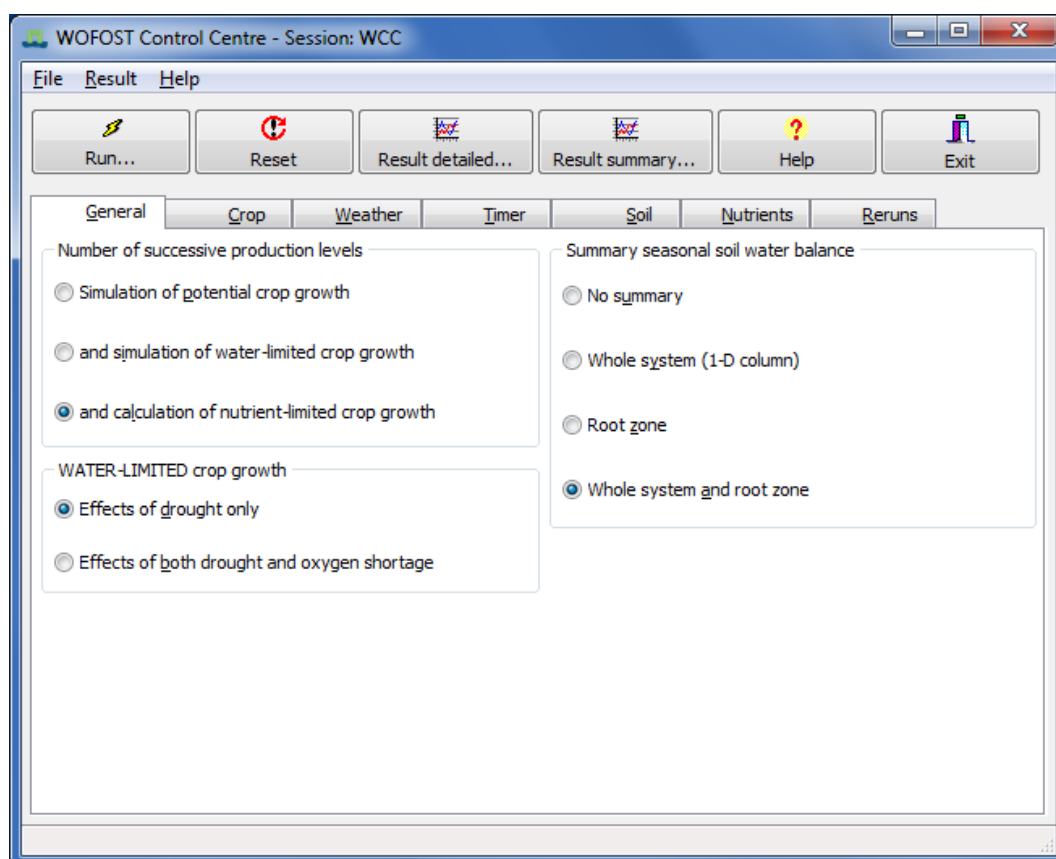 WOFOST Control Centre - Session: WCC
File Result Help
Run... Reset Result detailed... Result summary... Help Exit
General Crop Weather Timer Soil Nutrients Reruns
Number of successive production levels
Simulation of potential crop growth
and simulation of water-limited crop growth
and calculation of nutrient-limited crop growth
WATER-LIMITED crop growth
Effects of drought only
Effects of both drought and oxygen shortage
Summary seasonal soil water balance
No summary
Whole system (1-D column)
Root zone
Whole system and root zone